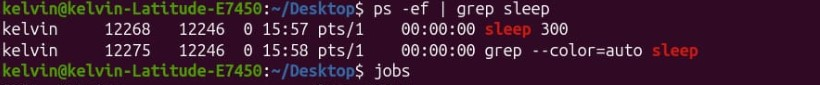 kelvin@kelvin-Latitude-E7450:~/Desktop$ ps -ef | grep sleep
kelvin 12268 12246 0 15:57 pts/1 00:00:00 sleep 300
kelvin 12275 12246 0 15:58 pts/1 00:00:00 grep --color=auto sleep
kelvin@kelvin-Latitude-E7450:~/Desktop$ jobs